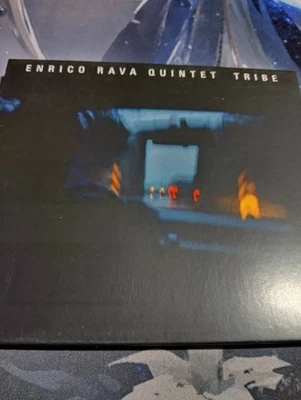 ENRICO RAVA QUINTET TRIBE